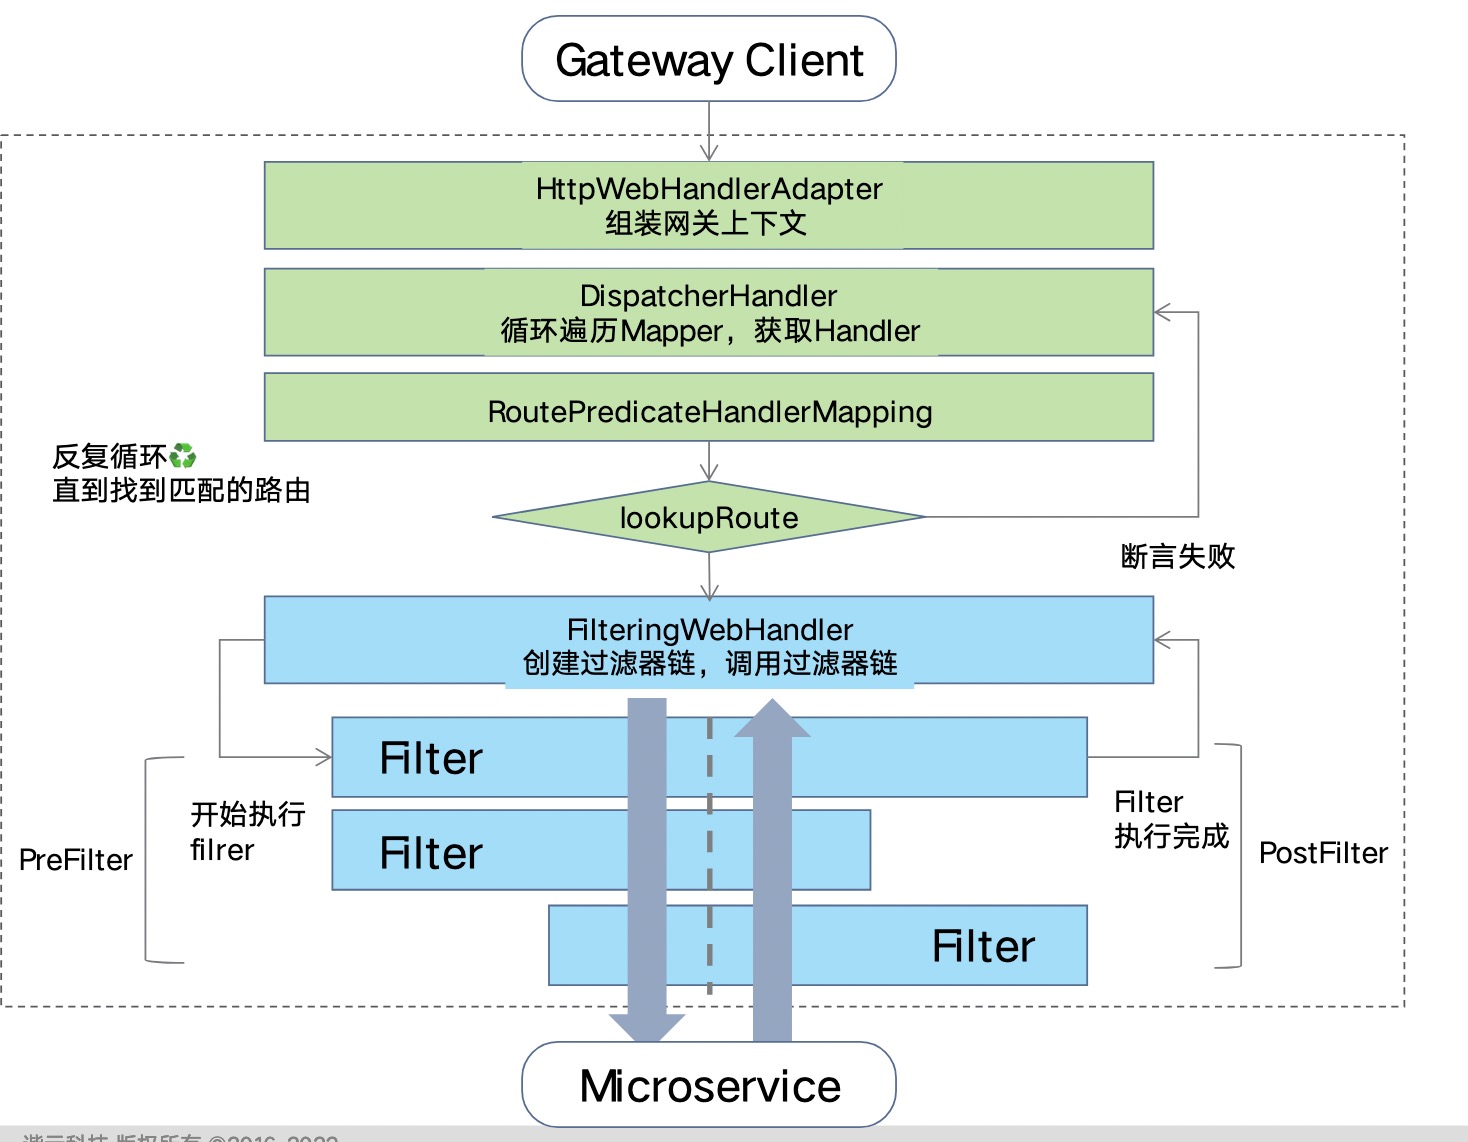 Gateway Client
HttpWebHandlerAdapter
组装网关上下文
DispatcherHandler
循环遍历Mapper，获取Handler
RoutePredicateHandlerMapping
反复循环♻️
直到找到匹配的路由
lookupRoute
断言失败
FilteringWebHandler
创建过滤器链，调用过滤器链
Filter
开始执行
filrer
Filter
执行完成
PreFilter
Filter
PostFilter
Filter
Microservice